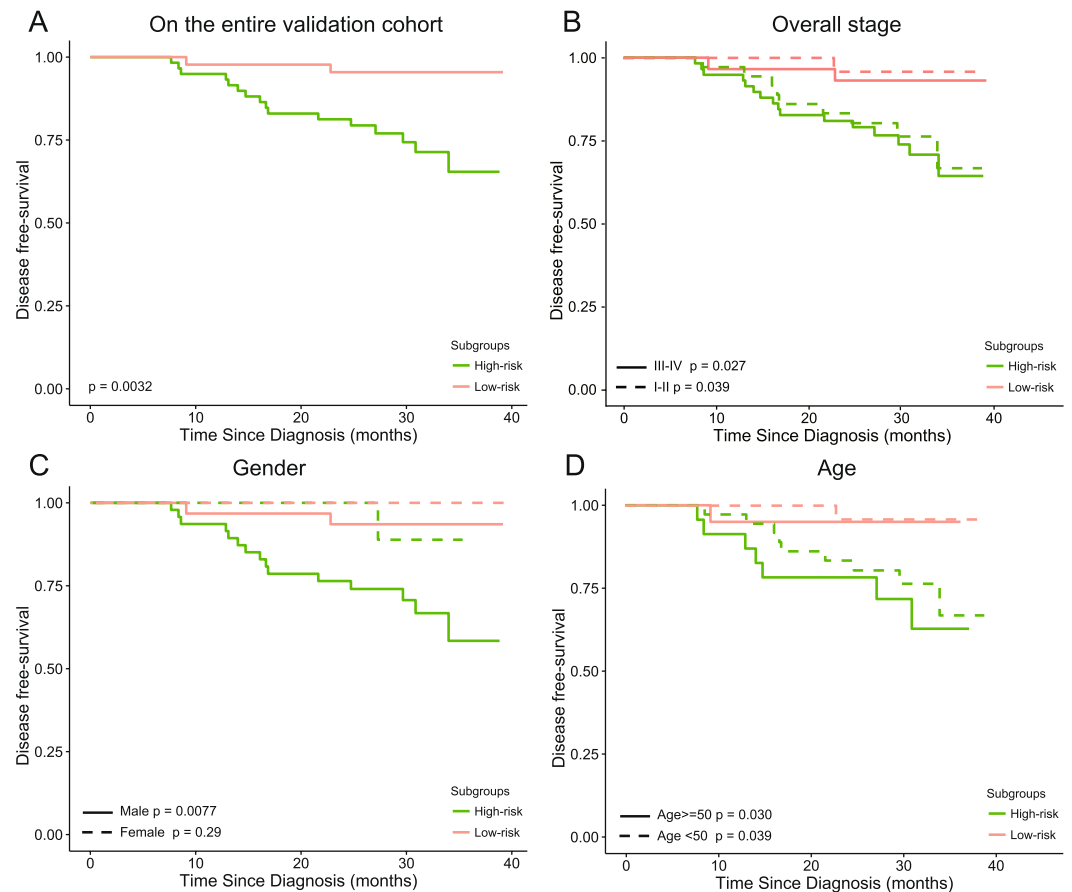 A
On the entire validation cohort
Disease free-survival
1.00
0.75
0.50
0.25
0.00
Subgroups
High-risk
Low-risk
p = 0.0032
0 10 20 30 40
Time Since Diagnosis (months)
B
Overall stage
Disease free-survival
1.00
0.75
0.50
0.25
0.00
Subgroups
High-risk
Low-risk
III-IV p = 0.027
I-II p = 0.039
0 10 20 30 40
Time Since Diagnosis (months)
C
Gender
Disease free-survival
1.00
0.75
0.50
0.25
0.00
Subgroups
High-risk
Low-risk
Male p = 0.0077
Female p = 0.29
0 10 20 30 40
Time Since Diagnosis (months)
D
Age
Disease free-survival
1.00
0.75
0.50
0.25
0.00
Subgroups
High-risk
Low-risk
Age>=50 p = 0.030
Age <50 p = 0.039
0 10 20 30 40
Time Since Diagnosis (months)